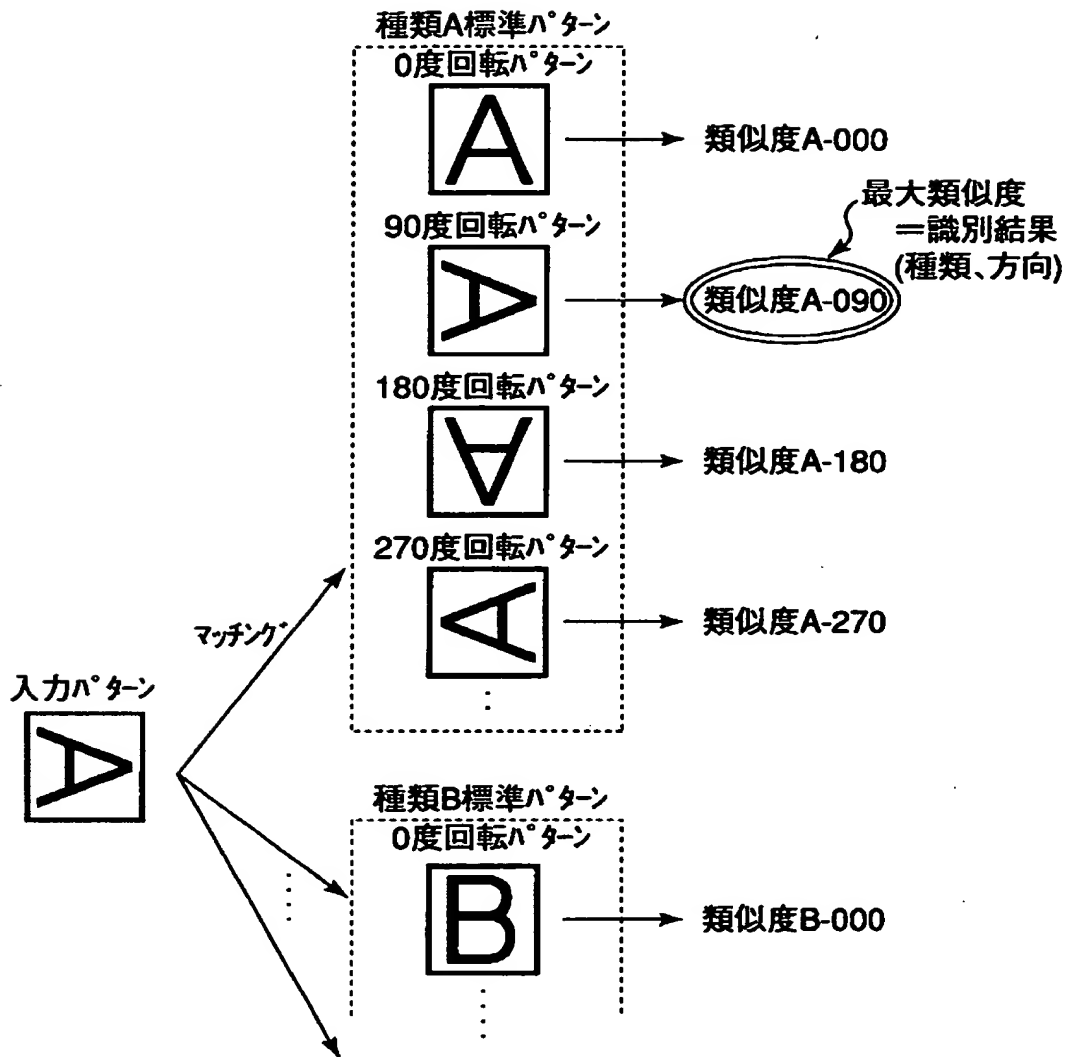 種類A標準パターン
0度回転パターン
A
類似度A-000
最大類似度
=識別結果
(種類、方向)
90度回転パターン
A
類似度A-090
180度回転パターン
A
類似度A-180
270度回転パターン
A
類似度A-270
マッチング
入力パターン
A
種類B標準パターン
0度回転パターン
B
類似度B-000